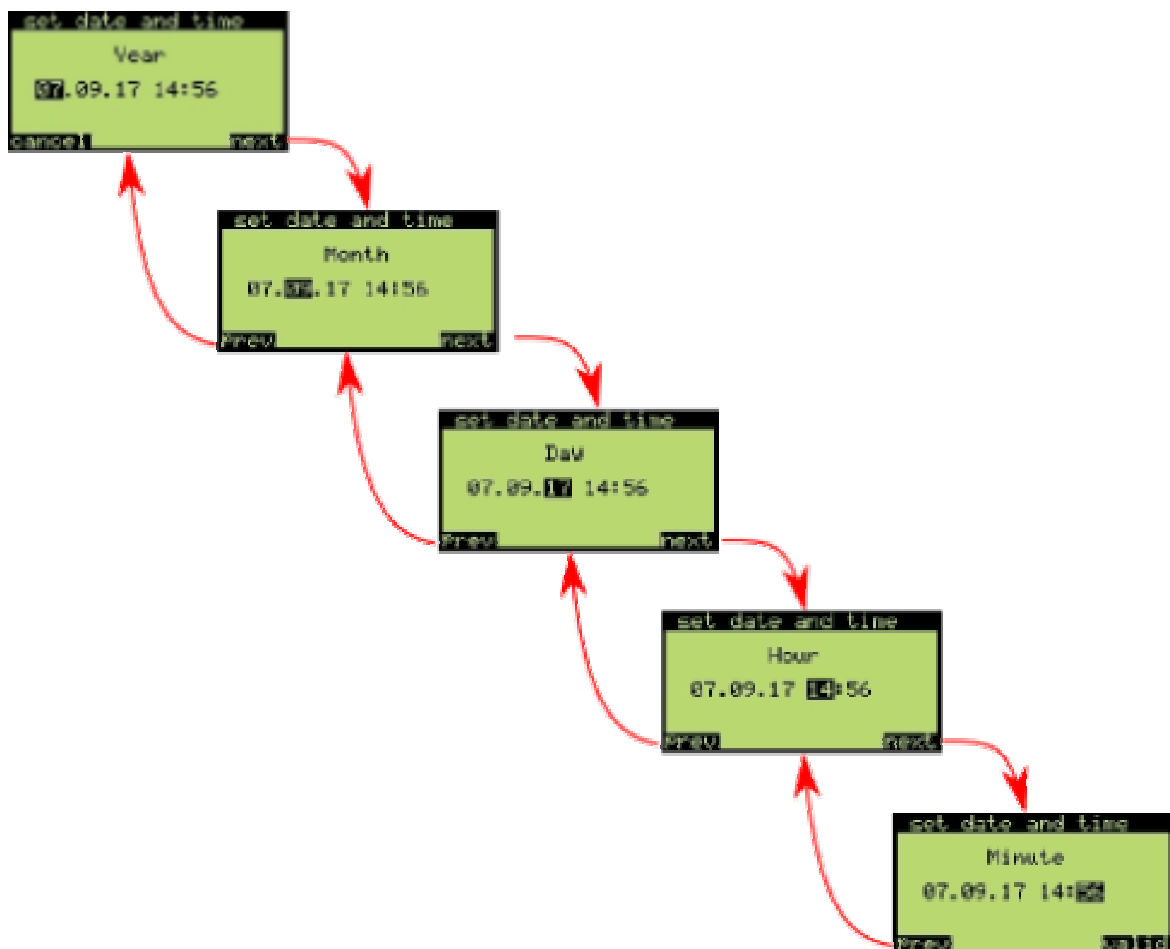 set date and time
Year
07.09.17 14:56
cancel next
set date and time
Month
07.09.17 14:56
Prev next
set date and time
DaW
07.09.17 14:56
Prev next
set date and time
Hour
07.09.17 14:56
Prev next
set date and time
Minute
07.09.17 14:56
Prev valid